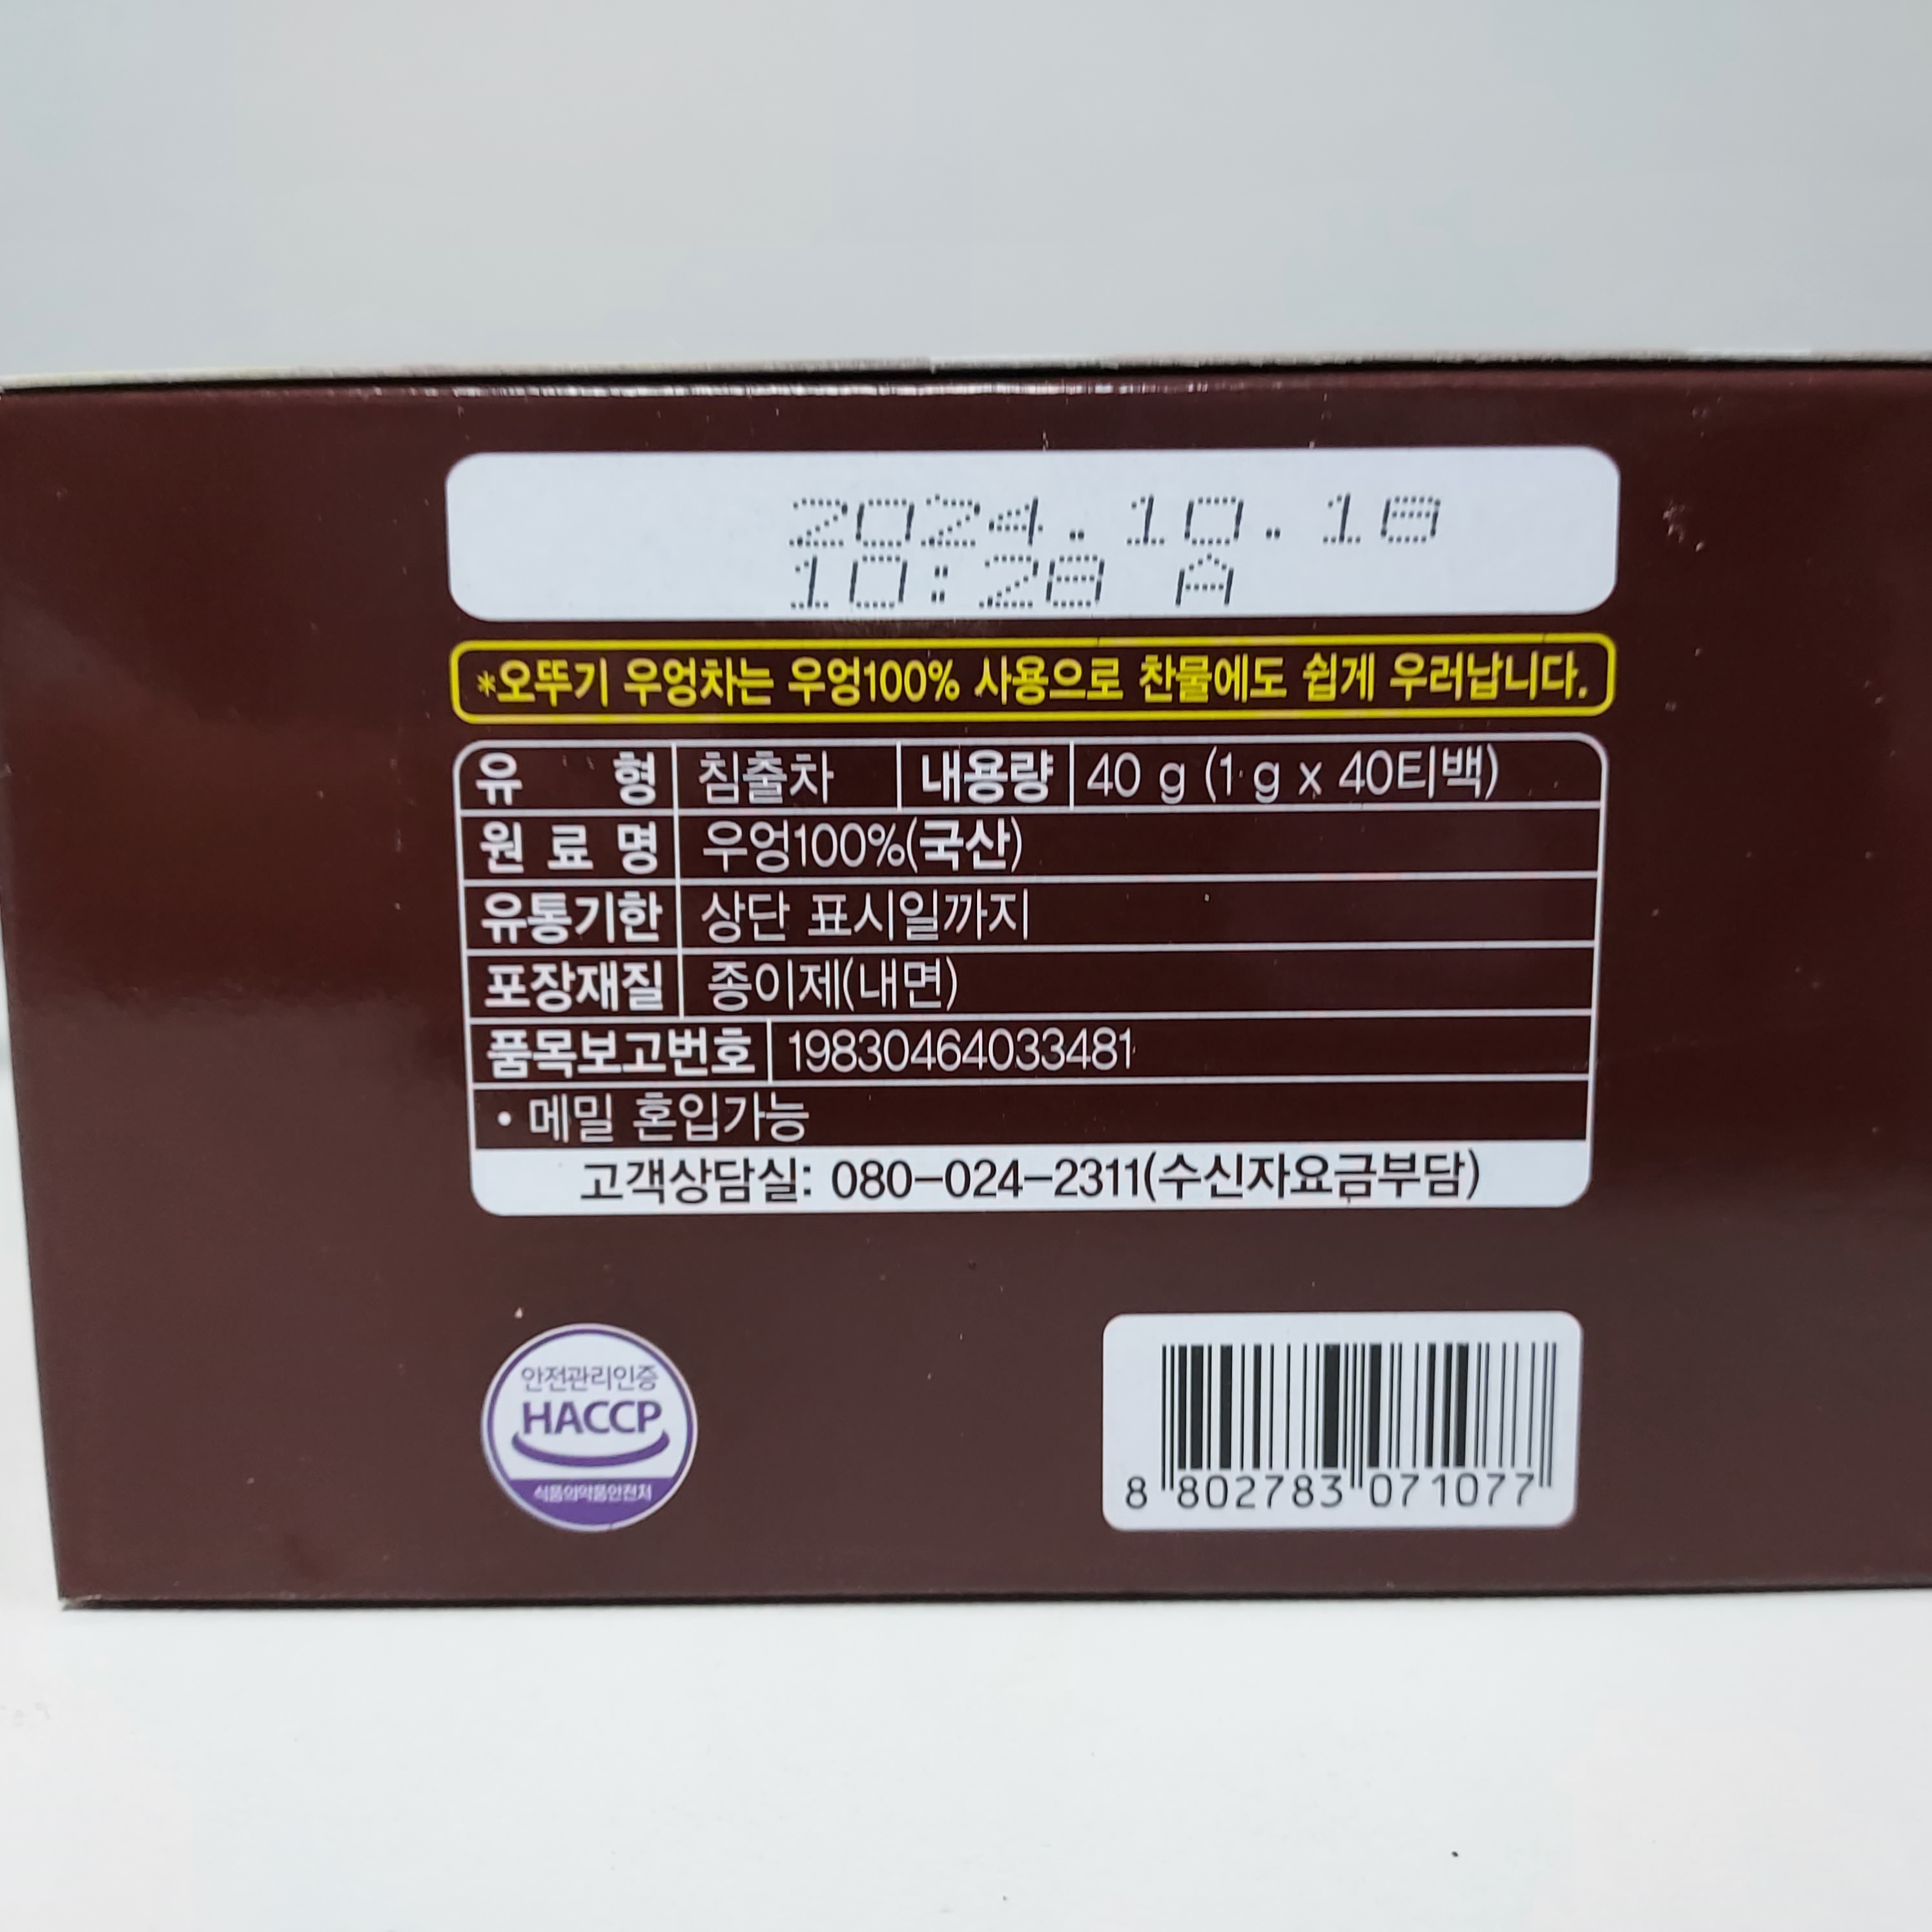 2024.10.18
10:28 A
*오뚜기 우엉차는 우엉100% 사용으로 찬물에도 쉽게 우러납니다.
유 형 침출차 내용량 40 g (1 g x 40티백)
원 료 명 우엉100%(국산)
유통기한 상단 표시일까지
포장재질 종이제(내면)
품목보고번호 19830464033481
• 메밀 혼입가능
고객상담실: 080-024-2311(수신자요금부담)
안전관리인증
HACCP
식품의약품안전처
8 802783 071077